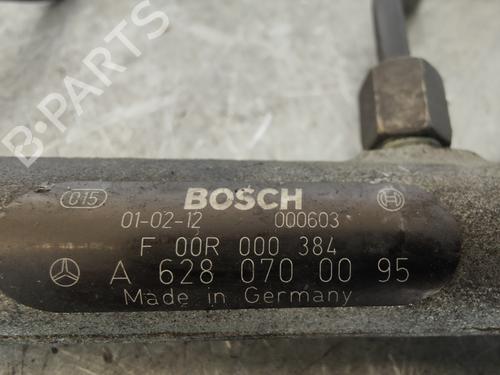 B-PARTS
015
BOSCH
01-02-12 000603
F 00R 000 384
A 628 070 00 95
Made in Germany